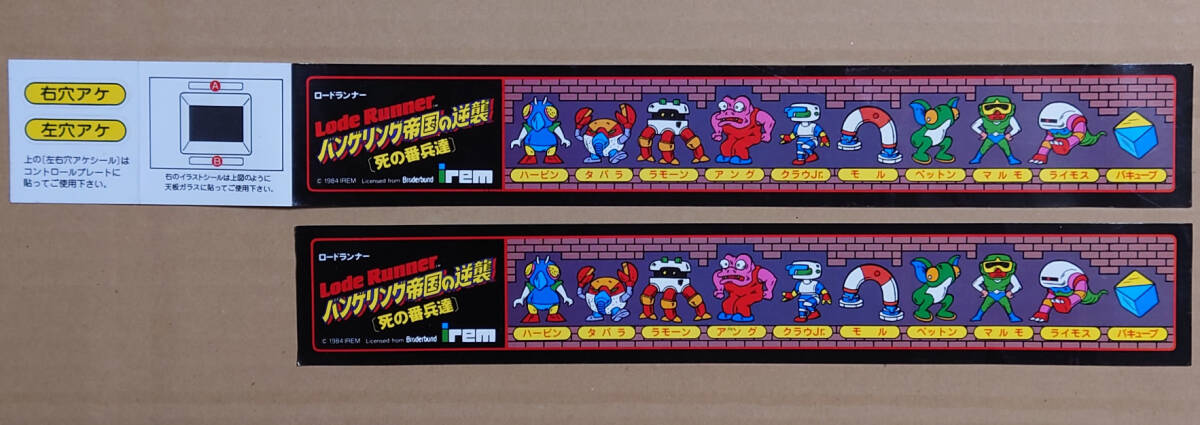 右穴アケ
左穴アケ
上の〔左右穴アケシール〕は
コントロールプレートに
貼ってご使用下さい。
A
B
右のイラストシールは上図のように
天板ガラスに貼ってご使用下さい。
ロードランナー
Lode Runner™
バンゲリング帝国の逆襲
〔死の番兵達〕
© 1984 IREM Licensed from Brøderbund irem
ハービン タバラ ラモーン アング クラウJr. モル ペットン マルモ ライモス パキューブ
ロードランナー
Lode Runner™
バンゲリング帝国の逆襲
〔死の番兵達〕
© 1984 IREM Licensed from Brøderbund irem
ハービン タバラ ラモーン アング クラウJr. モル ペットン マルモ ライモス パキューブ